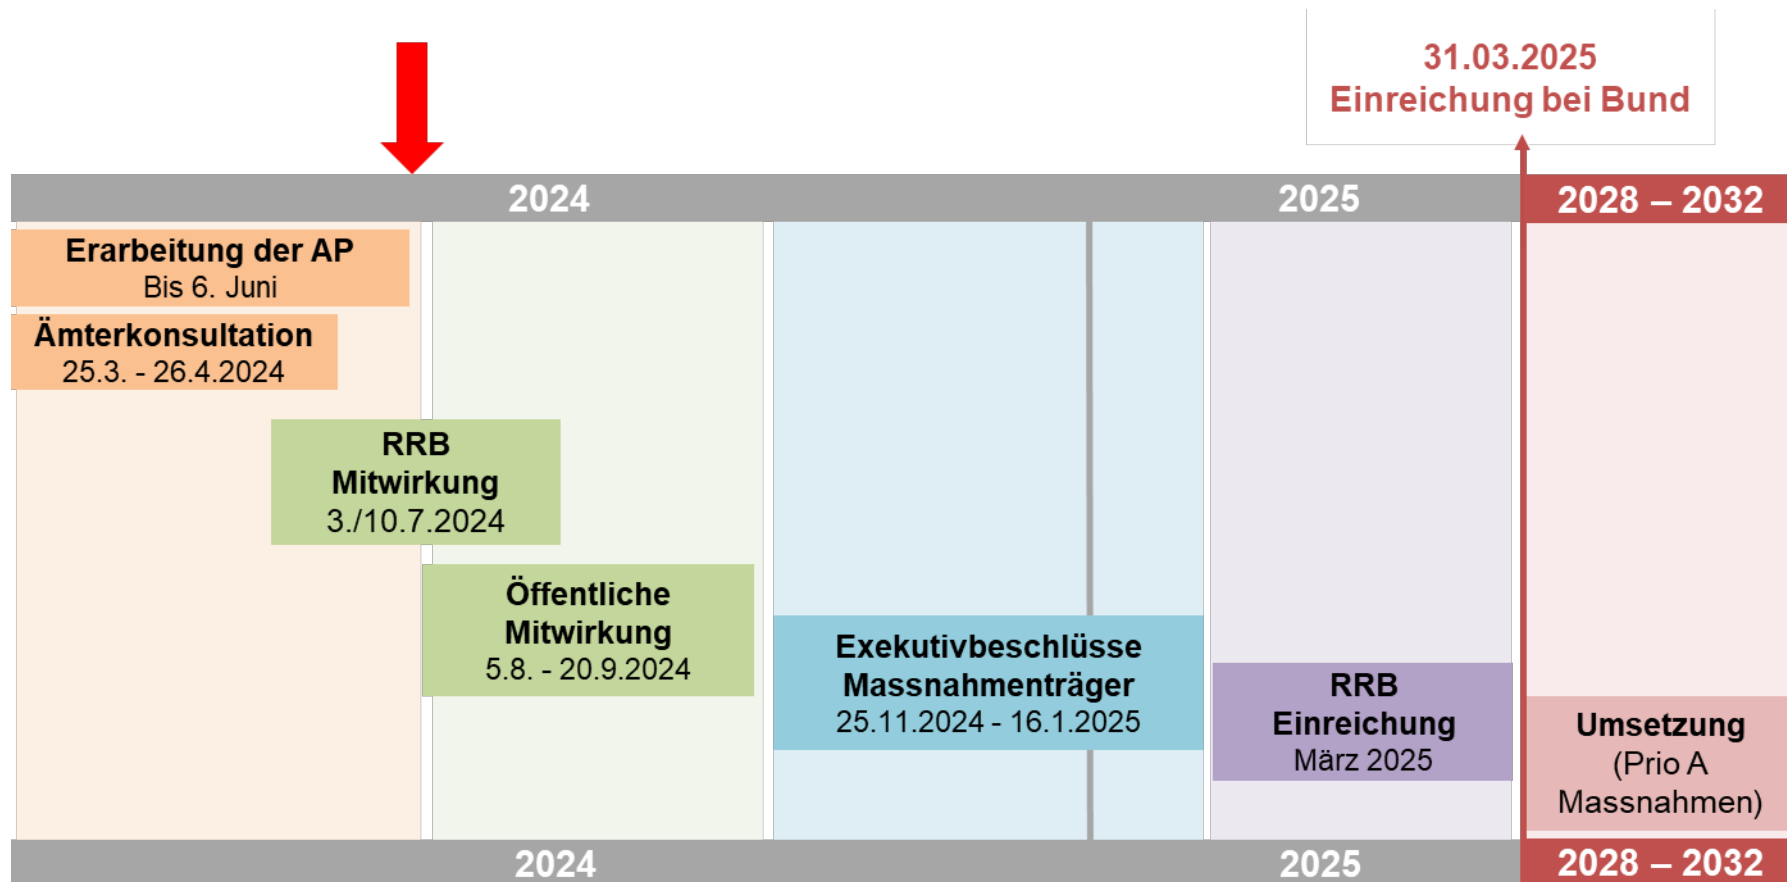 31.03.2025
Einreichung bei Bund
2024
2025
2028 – 2032
Erarbeitung der AP
Bis 6. Juni
Ämterkonsultation
25.3. - 26.4.2024
RRB
Mitwirkung
3./10.7.2024
Öffentliche
Mitwirkung
5.8. - 20.9.2024
Exekutivbeschlüsse
Massnahmenträger
25.11.2024 - 16.1.2025
RRB
Einreichung
März 2025
Umsetzung
(Prio A
Massnahmen)
2024
2025
2028 – 2032